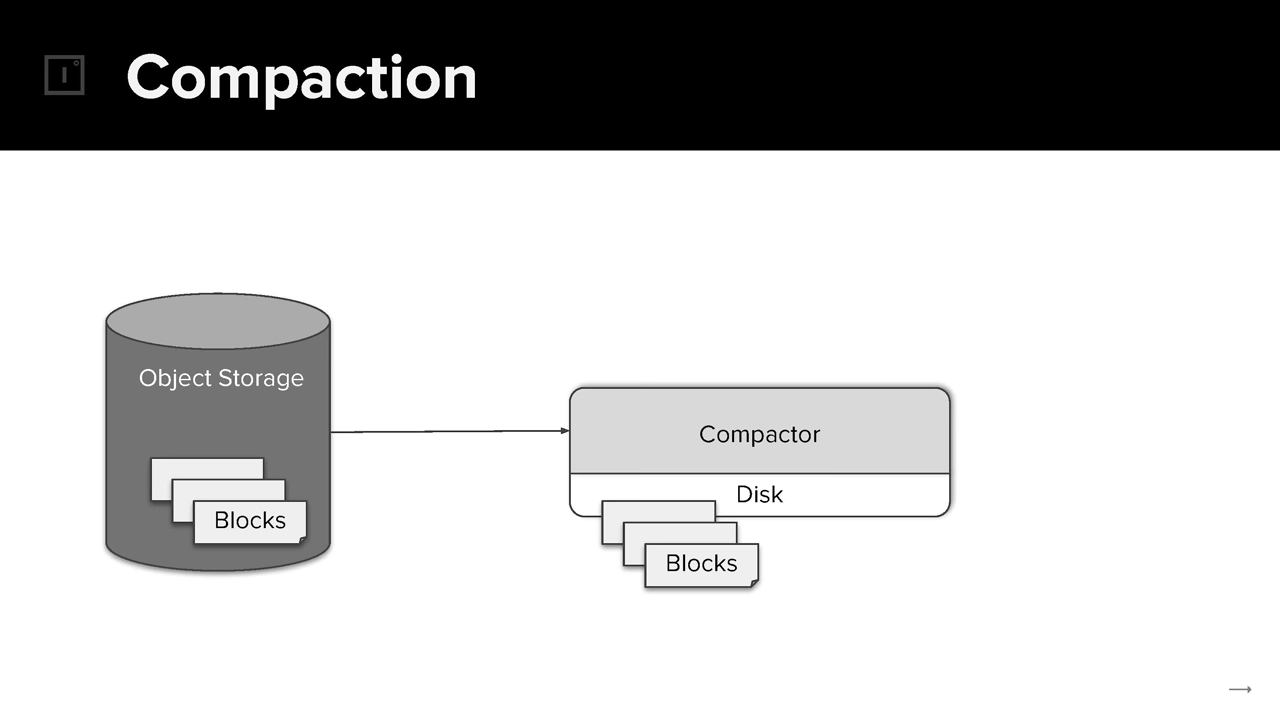 Compaction
Object Storage
Blocks
Compactor
Disk
Blocks